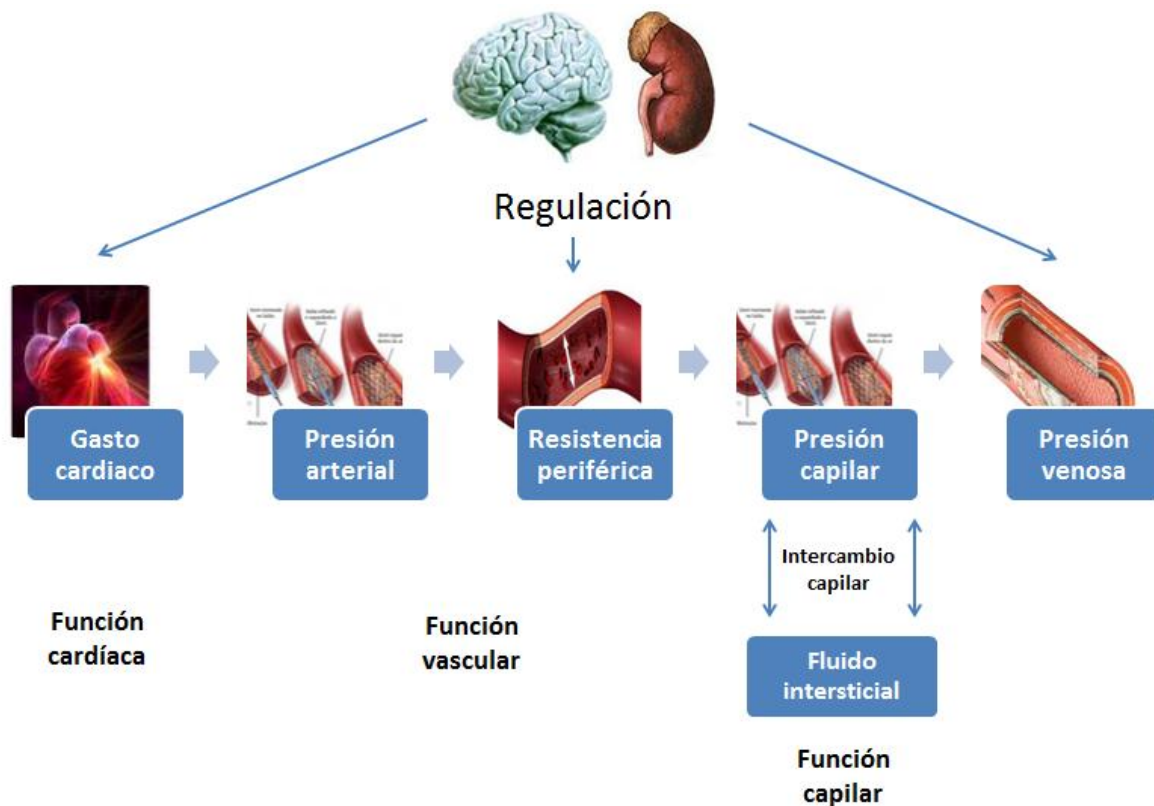 Regulación
Gasto
cardiaco
Presión
arterial
Resistencia
periférica
Presión
capilar
Presión
venosa
Intercambio
capilar
Función
cardíaca
Función
vascular
Fluido
intersticial
Función
capilar